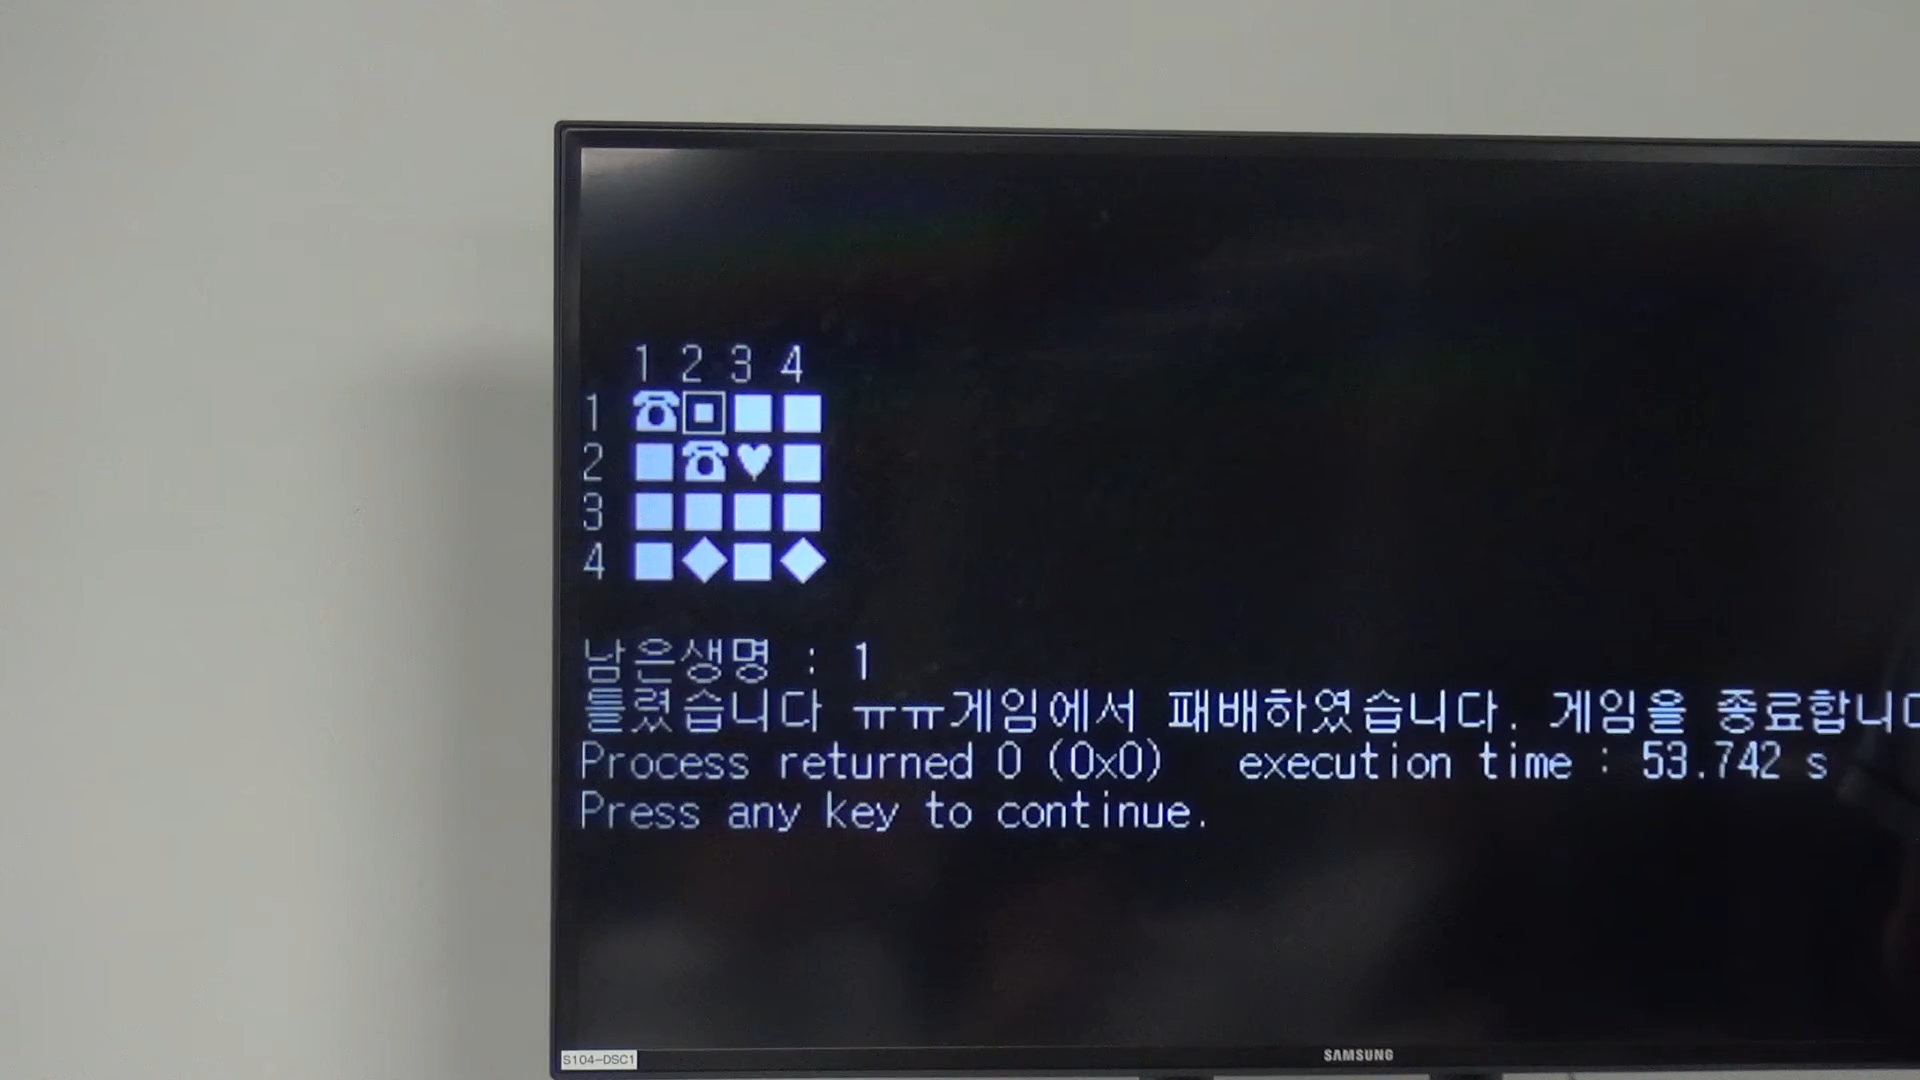 1 2 3 4
1 ☎▣■■
2 ■☎♥■
3 ■■■■
4 ■◆■◆
남은생명 : 1
틀렸습니다 ㅠㅠ게임에서 패배하였습니다. 게임을 종료합니다
Process returned 0 (0x0)   execution time : 53.742 s
Press any key to continue.
S104-DSC1
SAMSUNG